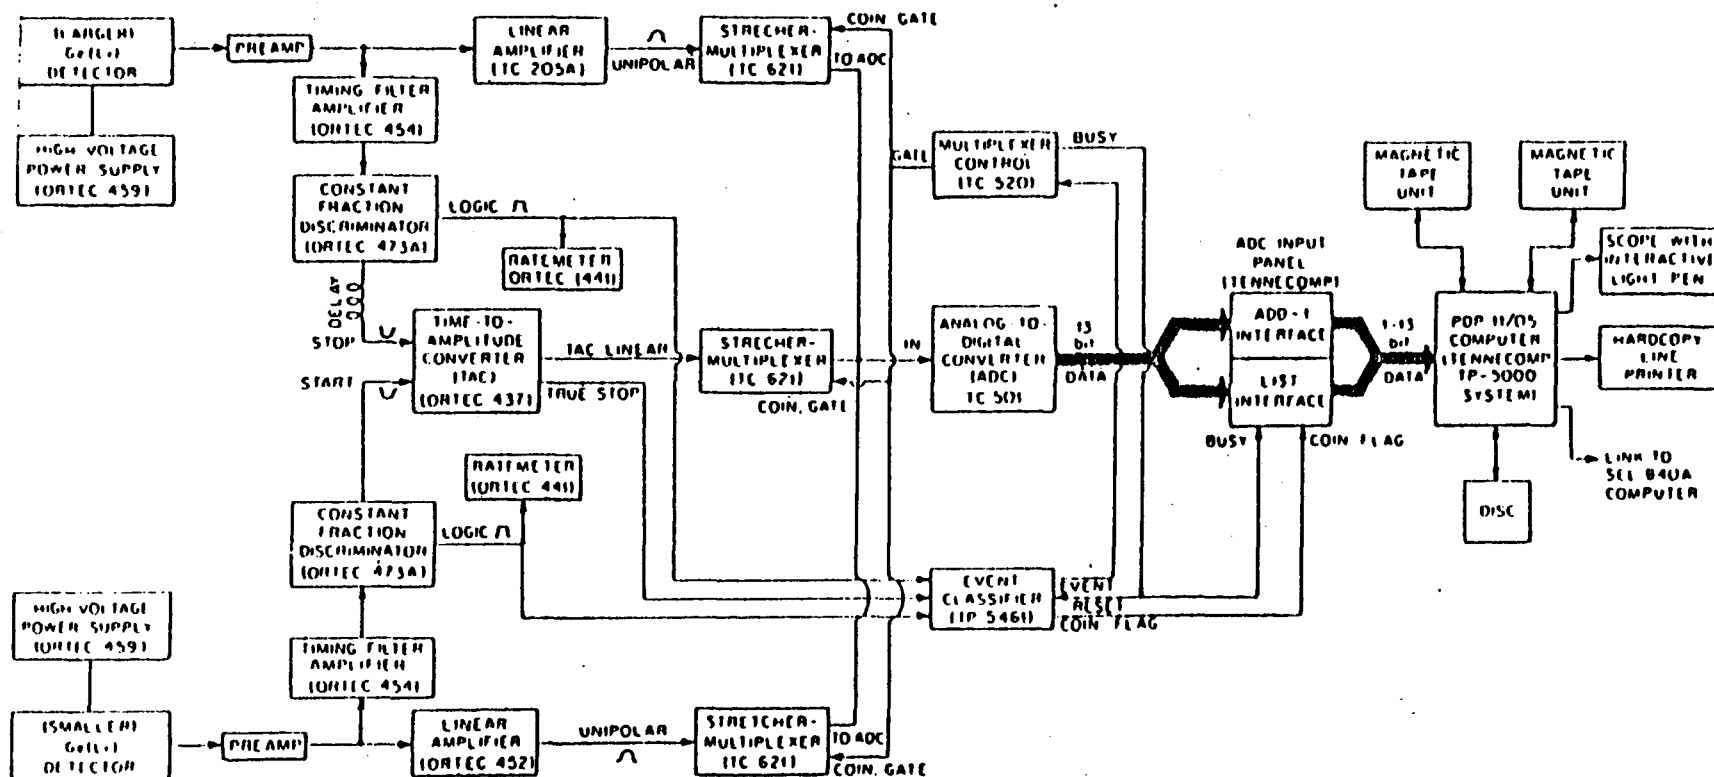 (LARGER)
Ge(Li)
DETECTOR
PREAMP
LINEAR
AMPLIFIER
(TC 205A)
UNIPOLAR
STRECHER-
MULTIPLEXER
(TC 621)
COIN. GATE
TO ADC
TIMING FILTER
AMPLIFIER
(ORTEC 454)
HIGH VOLTAGE
POWER SUPPLY
(ORTEC 459)
CONSTANT
FRACTION
DISCRIMINATOR
(ORTEC 473A)
LOGIC
RATEMETER
ORTEC (441)
GATE
MULTIPLEXER
CONTROL
(TC 520)
BUSY
MAGNETIC
TAPE
UNIT
MAGNETIC
TAPE
UNIT
ADC INPUT
PANEL
(TENNECOMP)
SCOPE WITH
INTERACTIVE
LIGHT PEN
DELAY
STOP
START
TIME-TO-
AMPLITUDE
CONVERTER
(TAC)
(ORTEC 437)
TAC LINEAR
TRUE STOP
STRECHER-
MULTIPLEXER
(TC 621)
COIN. GATE
IN
ANALOG-TO-
DIGITAL
CONVERTER
(ADC)
TC 501
13
bit
DATA
ADD-1
INTERFACE
LIST
INTERFACE
1-13
bit
DATA
PDP 11/05
COMPUTER
(TENNECOMP
TP-5000
SYSTEM)
HARDCOPY
LINE
PRINTER
BUSY
COIN FLAG
LINK TO
SEL 840A
COMPUTER
DISC
RATEMETER
(ORTEC 441)
CONSTANT
FRACTION
DISCRIMINATOR
(ORTEC 473A)
LOGIC
EVENT
CLASSIFIER
(TP 5461)
EVENT
RESET
COIN FLAG
HIGH VOLTAGE
POWER SUPPLY
(ORTEC 459)
TIMING FILTER
AMPLIFIER
(ORTEC 454)
(SMALLER)
Ge(Li)
DETECTOR
PREAMP
LINEAR
AMPLIFIER
(ORTEC 452)
UNIPOLAR
STRETCHER-
MULTIPLEXER
(TC 621)
TO ADC
COIN. GATE